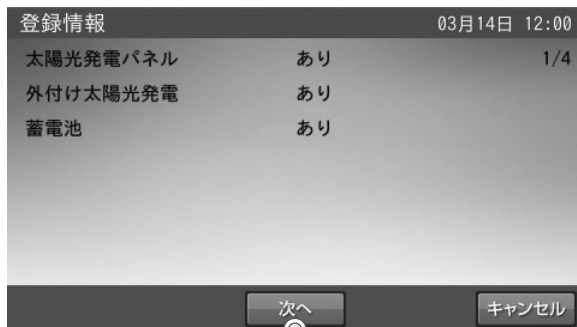 登録情報 03月14日 12:00
太陽光発電パネル あり 1/4
外付け太陽光発電 あり
蓄電池 あり
次へ キャンセル